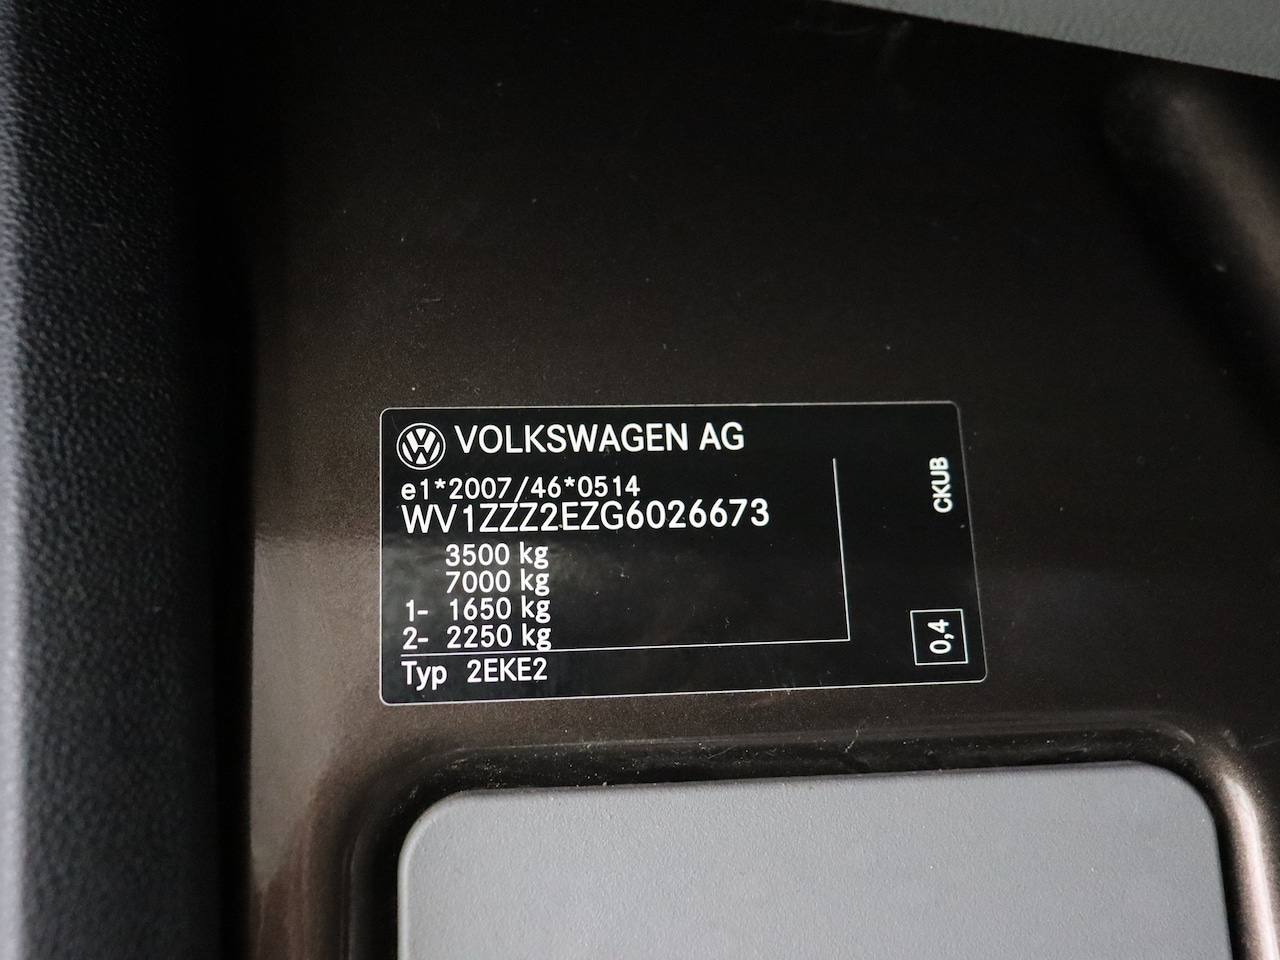 VOLKSWAGEN AG
e1*2007/46*0514
WV1ZZZ2EZG6026673
3500 kg
7000 kg
1- 1650 kg
2- 2250 kg
Typ 2EKE2
CKUB
0,4